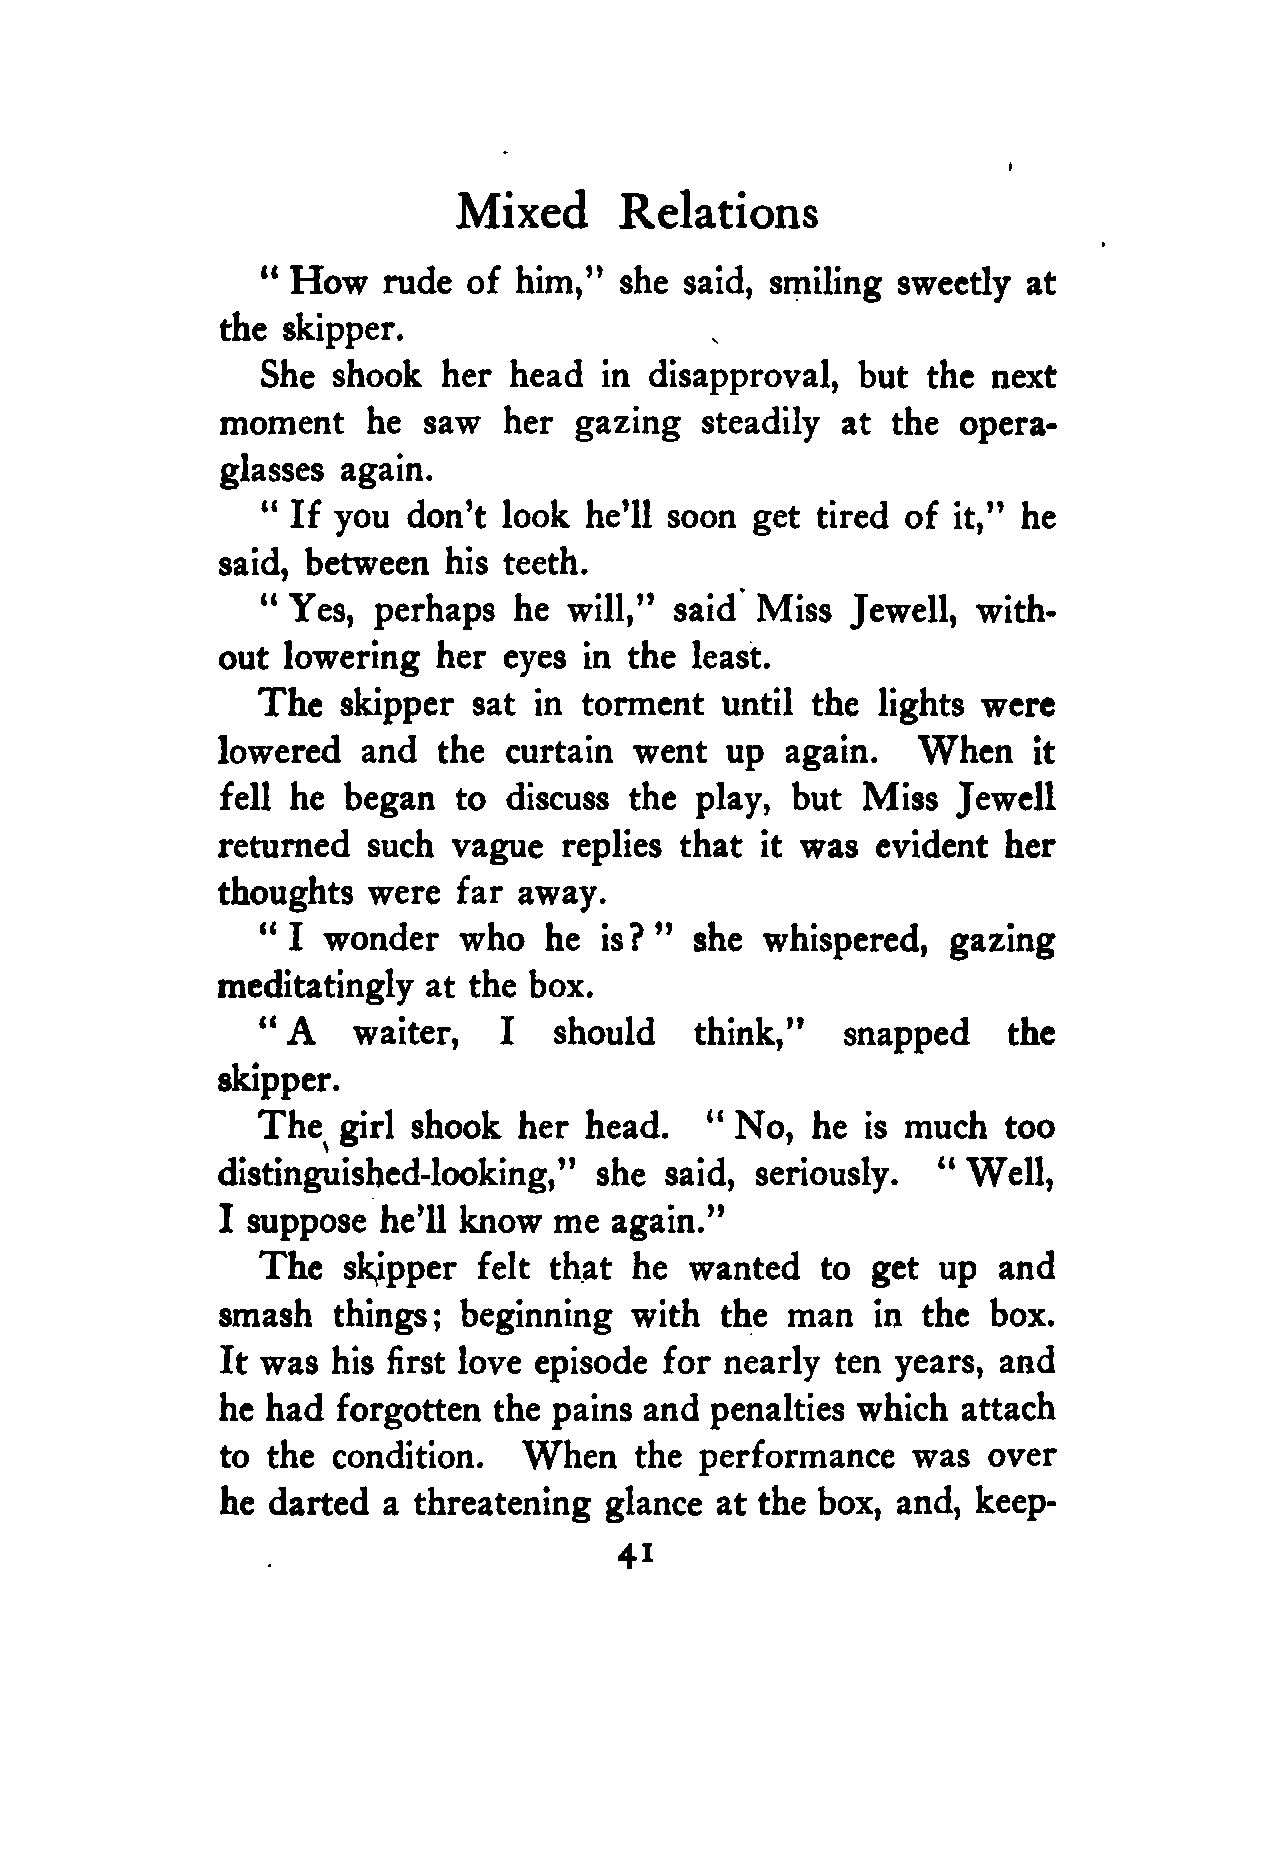 Mixed Relations
" How rude of him," she said, smiling sweetly at
the skipper.
She shook her head in disapproval, but the next
moment he saw her gazing steadily at the opera-
glasses again.
" If you don't look he'll soon get tired of it," he
said, between his teeth.
" Yes, perhaps he will," said Miss Jewell, with-
out lowering her eyes in the least.
The skipper sat in torment until the lights were
lowered and the curtain went up again. When it
fell he began to discuss the play, but Miss Jewell
returned such vague replies that it was evident her
thoughts were far away.
" I wonder who he is? " she whispered, gazing
meditatingly at the box.
" A waiter, I should think," snapped the
skipper.
The girl shook her head. " No, he is much too
distinguished-looking," she said, seriously. " Well,
I suppose he'll know me again."
The skipper felt that he wanted to get up and
smash things; beginning with the man in the box.
It was his first love episode for nearly ten years, and
he had forgotten the pains and penalties which attach
to the condition. When the performance was over
he darted a threatening glance at the box, and, keep-
41